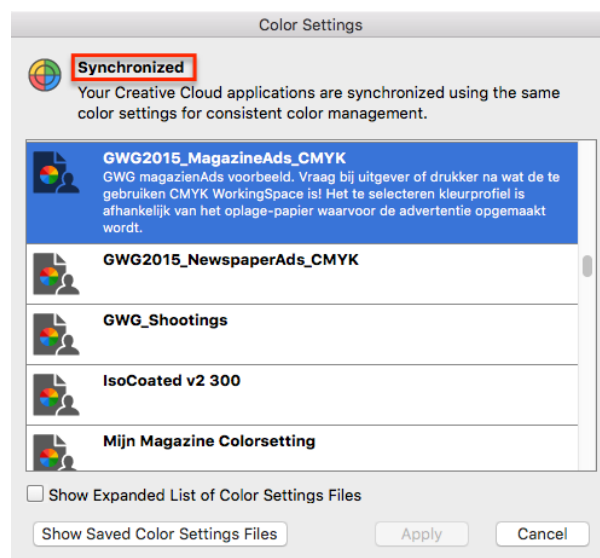 Color Settings
Synchronized
Your Creative Cloud applications are synchronized using the same
color settings for consistent color management.
GWG2015_MagazineAds_CMYK
GWG magazienAds voorbeeld. Vraag bij uitgever of drukker na wat de te
gebruiken CMYK WorkingSpace is! Het te selecteren kleurprofiel is
afhankelijk van het oplage-papier waarvoor de advertentie opgemaakt
wordt.
GWG2015_NewspaperAds_CMYK
GWG_Shootings
IsoCoated v2 300
Mijn Magazine Colorsetting
Show Expanded List of Color Settings Files
Show Saved Color Settings Files
Apply
Cancel